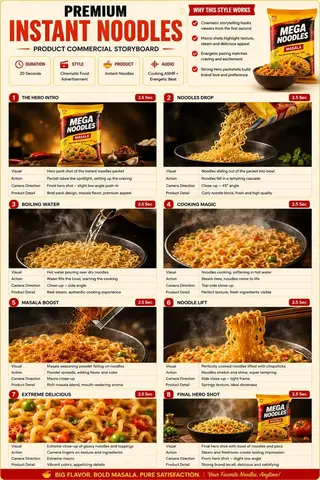 PREMIUM
INSTANT NOODLES
PRODUCT COMMERCIAL STORYBOARD
DURATION
20 Seconds
STYLE
Cinematic Food
Advertisement
PRODUCT
Instant Noodles
AUDIO
Cooking ASMR +
Energetic Beat
WHY THIS STYLE WORKS
Cinematic storytelling hooks
viewers from the first second
Macro shots highlight texture,
steam and delicious appeal
Energetic pacing matches
craving and excitement
Strong hero packshots build
brand love and preference
MEGA
NOODLES
MASALA
1 THE HERO INTRO 2.5 Sec
MEGA
NOODLES
MASALA
Visual Hero pack shot of the instant noodles packet
Action Packet takes the spotlight, setting up the craving
Camera Direction Front hero shot – slight low angle push-in
Product Detail Bold pack design, masala flavor, premium appeal
2 NOODLES DROP 2.5 Sec
Visual Noodles sliding out of the packet into bowl
Action Noodles fall in a tempting cascade
Camera Direction Close-up – 45° angle
Product Detail Curly noodle block, fresh and high quality
3 BOILING WATER 2.5 Sec
Visual Hot water pouring over dry noodles
Action Water fills the bowl, starting the cooking
Camera Direction Close-up – side angle
Product Detail Real steam, authentic cooking experience
4 COOKING MAGIC 2.5 Sec
Visual Noodles cooking, softening in hot water
Action Steam rises, noodles come to life
Camera Direction Top-side close-up
Product Detail Perfect texture, fresh ingredients visible
5 MASALA BOOST 2.5 Sec
Visual Masala seasoning powder falling on noodles
Action Powder spreads, adding flavor and color
Camera Direction Macro close-up
Product Detail Rich masala blend, mouth-watering aroma
6 NOODLE LIFT 2.5 Sec
Visual Perfectly cooked noodles lifted with chopsticks
Action Noodles stretch and shine, super tempting
Camera Direction Side close-up – tight frame
Product Detail Springy texture, ideal doneness
7 EXTREME DELICIOUS 2.5 Sec
Visual Extreme close-up of glossy noodles and toppings
Action Camera lingers on texture and ingredients
Camera Direction Extreme macro
Product Detail Vibrant colors, appetizing details
8 FINAL HERO SHOT 2.5 Sec
MEGA
NOODLES
MASALA
Visual Final hero shot with bowl of noodles and pack
Action Steam and freshness create lasting impression
Camera Direction Front hero shot – slight low angle
Product Detail Strong brand recall, delicious and satisfying
BIG FLAVOR. BOLD MASALA. PURE SATISFACTION. | Your Favorite Noodles, Anytime!